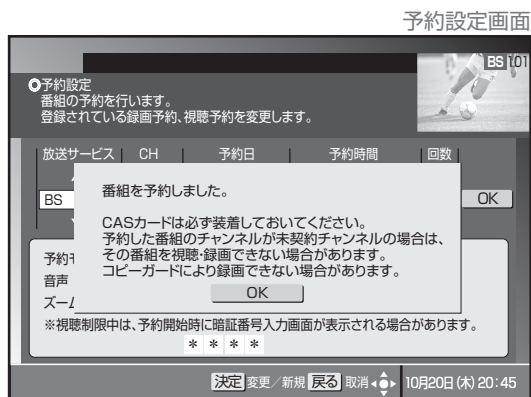 予約設定画面
BS 101
予約設定
番組の予約を行います。
登録されている録画予約、視聴予約を変更します。
放送サービス CH 予約日 予約時間 回数
BS
OK
番組を予約しました。
CASカードは必ず装着しておいてください。
予約した番組のチャンネルが未契約チャンネルの場合は、
その番組を視聴・録画できない場合があります。
コピーガードにより録画できない場合があります。
OK
予約
音声
ズーム
※視聴制限中は、予約開始時に暗証番号入力画面が表示される場合があります。
＊ ＊ ＊ ＊
決定 変更／新規 戻る 取消 10月20日(木) 20:45